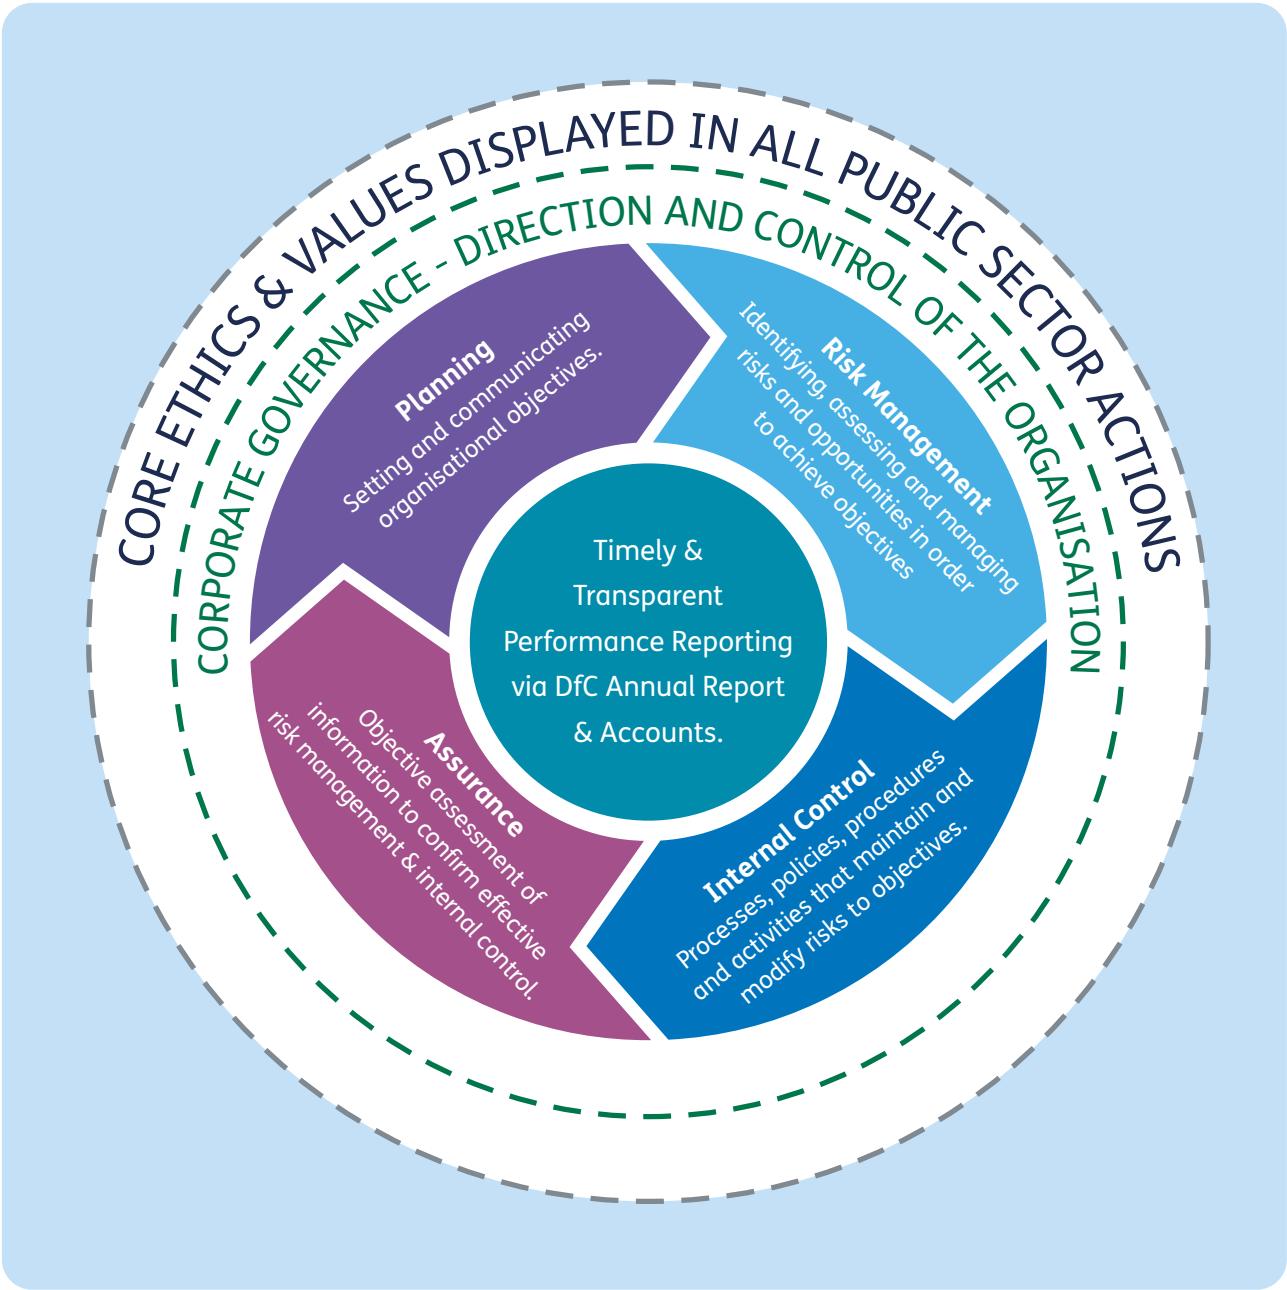 CORE ETHICS & VALUES DISPLAYED IN ALL PUBLIC SECTOR ACTIONS
CORPORATE GOVERNANCE - DIRECTION AND CONTROL OF THE ORGANISATION
Planning
Setting and communicating
organisational objectives.
Risk Management
Identifying, assessing and managing
risks and opportunities in order
to achieve objectives
Timely &
Transparent
Performance Reporting
via DfC Annual Report
& Accounts.
Internal Control
Processes, policies, procedures
and activities that maintain and
modify risks to objectives.
Assurance
Objective assessment of
information to confirm effective
risk management & internal control.